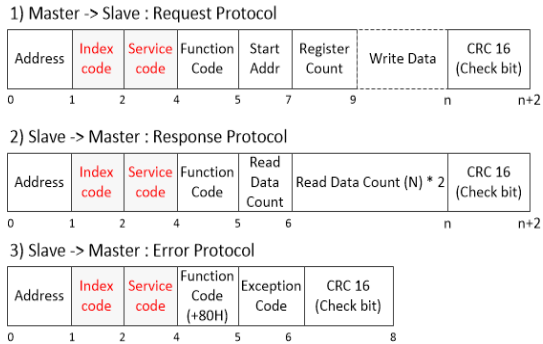 1) Master -> Slave : Request Protocol
Address
Index
code
Service
code
Function
Code
Start
Addr
Register
Count
Write Data
CRC 16
(Check bit)
0 1 2 4 5 7 9 n n+2
2) Slave -> Master : Response Protocol
Address
Index
code
Service
code
Function
Code
Read
Data
Count
Read Data Count (N) * 2
CRC 16
(Check bit)
0 1 2 4 5 6 n n+2
3) Slave -> Master : Error Protocol
Address
Index
code
Service
code
Function
Code
(+80H)
Exception
Code
CRC 16
(Check bit)
0 1 2 4 5 6 8